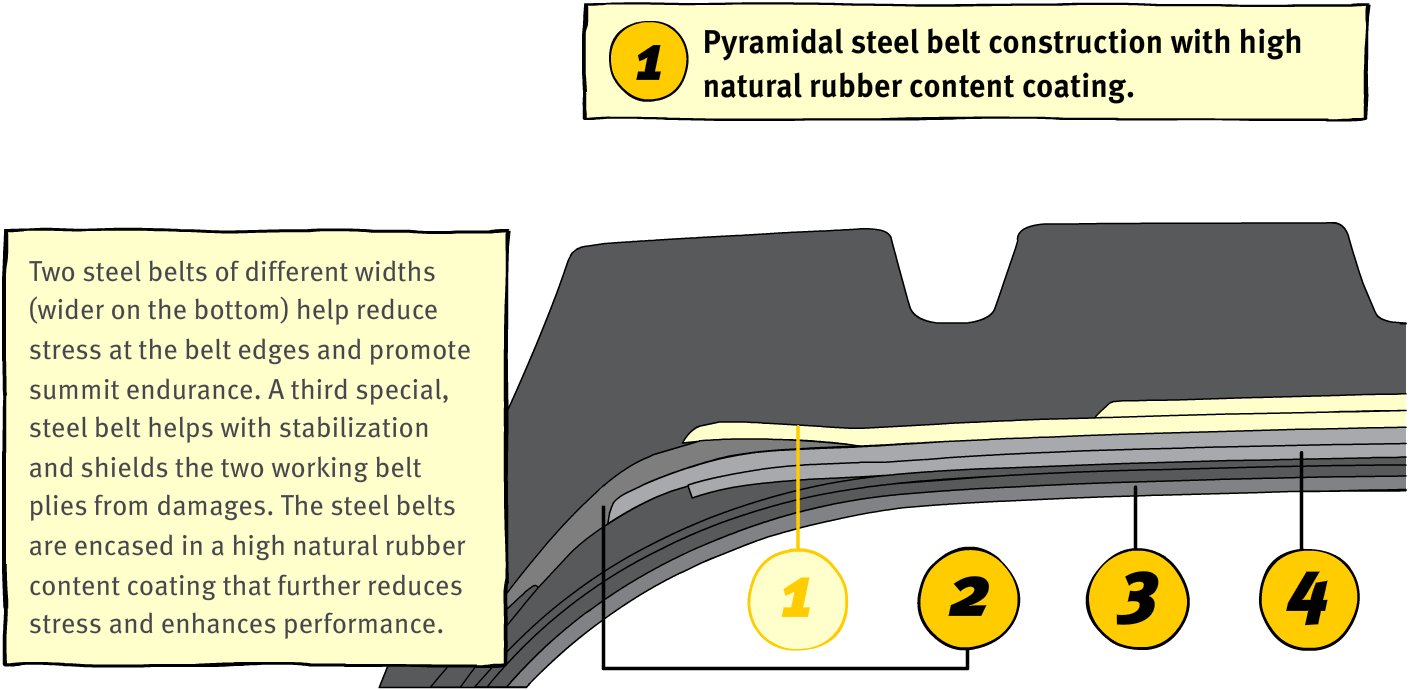 1
Pyramidal steel belt construction with high
natural rubber content coating.
Two steel belts of different widths
(wider on the bottom) help reduce
stress at the belt edges and promote
summit endurance. A third special,
steel belt helps with stabilization
and shields the two working belt
plies from damages. The steel belts
are encased in a high natural rubber
content coating that further reduces
stress and enhances performance.
1
2
3
4